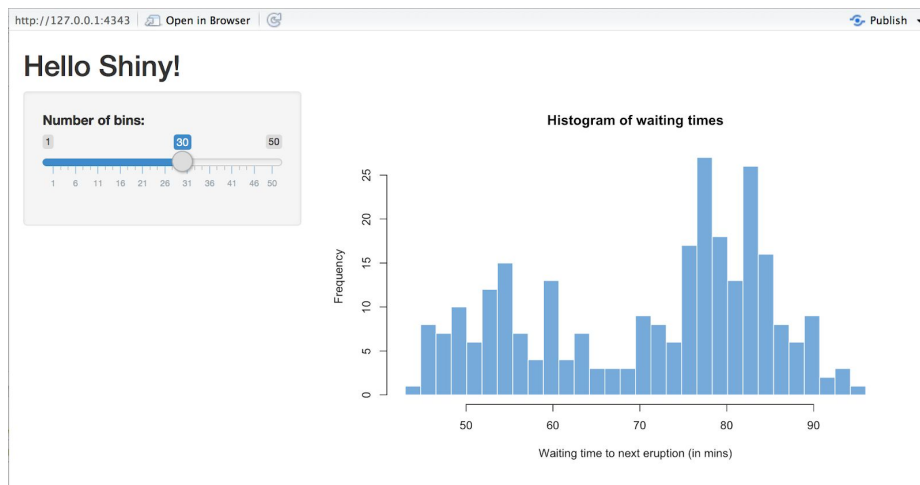 http://127.0.0.1:4343 Open in Browser Publish
Hello Shiny!
Number of bins:
1 30 50
1 6 11 16 21 26 31 36 41 46 50
Histogram of waiting times
Frequency
25
20
15
10
5
0
50 60 70 80 90
Waiting time to next eruption (in mins)